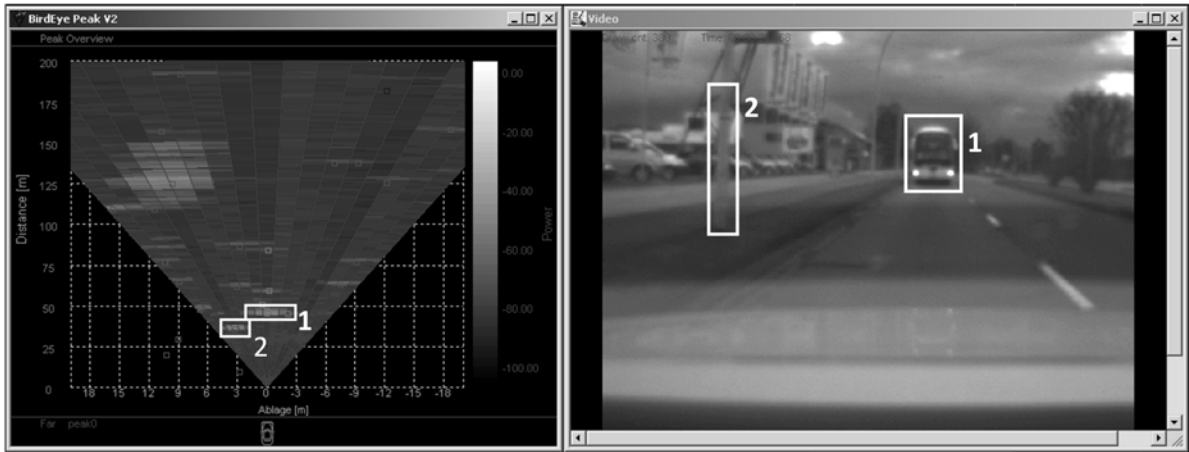 BirdEye Peak V2
Peak Overview
200
175
150
125
100
75
50
25
0
Distance [m]
18 15 12 9 6 3 0 -3 -6 -9 -12 -15 -18
Ablage [m]
0.00
-20.00
-40.00
-60.00
-80.00
-100.00
Power
1
2
Far peak0
Video
Time:
2
1